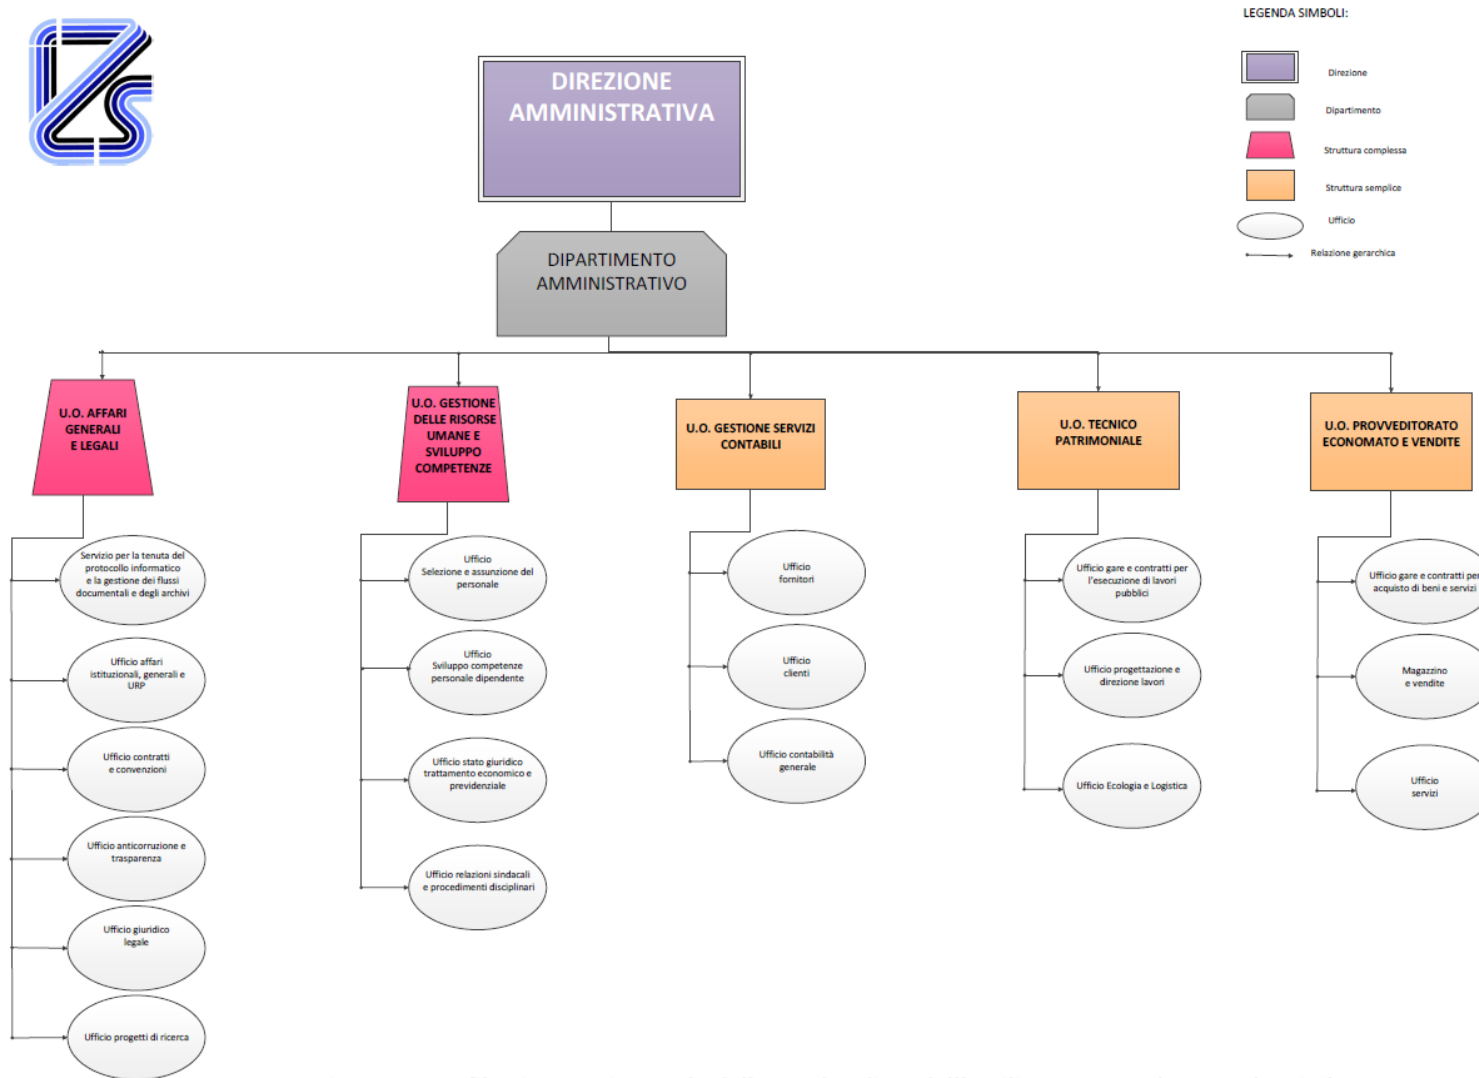 LEGENDA SIMBOLI:
Direzione
Dipartimento
Struttura complessa
Struttura semplice
Ufficio
Relazione gerarchica
DIREZIONE
AMMINISTRATIVA
DIPARTIMENTO
AMMINISTRATIVO
U.O. AFFARI
GENERALI
E LEGALI
Servizio per la tenuta del
protocollo informatico
e la gestione dei flussi
documentali e degli archivi
Ufficio affari
istituzionali, generali e
URP
Ufficio contratti
e convenzioni
Ufficio anticorruzione e
trasparenza
Ufficio giuridico
legale
Ufficio progetti di ricerca
U.O. GESTIONE
DELLE RISORSE
UMANE E
SVILUPPO
COMPETENZE
Ufficio
Selezione e assunzione del
personale
Ufficio
Sviluppo competenze
personale dipendente
Ufficio stato giuridico
trattamento economico e
previdenziale
Ufficio relazioni sindacali
e procedimenti disciplinari
U.O. GESTIONE SERVIZI
CONTABILI
Ufficio
fornitori
Ufficio
clienti
Ufficio contabilità
generale
U.O. TECNICO
PATRIMONIALE
Ufficio gare e contratti per
l'esecuzione di lavori
pubblici
Ufficio progettazione e
direzione lavori
Ufficio Ecologia e Logistica
U.O. PROVVEDITORATO
ECONOMATO E VENDITE
Ufficio gare e contratti per
acquisto di beni e servizi
Magazzino
e vendite
Ufficio
servizi